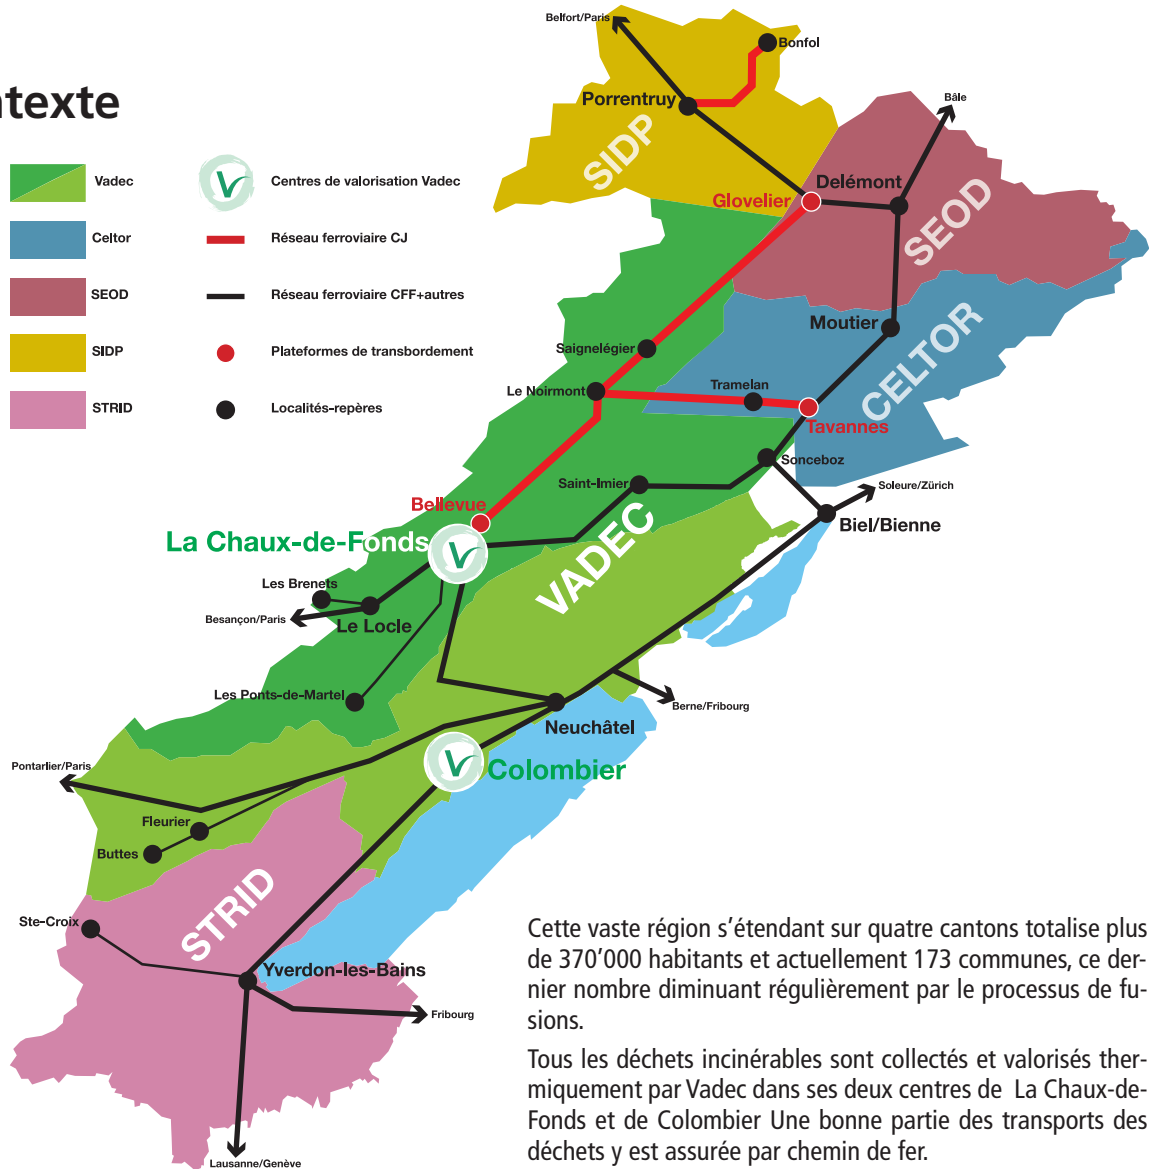 ntexte
Vadec
Celtor
SEOD
SIDP
STRID
Centres de valorisation Vadec
Réseau ferroviaire CJ
Réseau ferroviaire CFF+autres
Plateformes de transbordement
Localités-repères
Belfort/Paris
Bonfol
Porrentruy
SIDP
Bâle
Delémont
Glovelier
SEOD
Moutier
Saignelégier
CELTOR
Le Noirmont
Tramelan
Tavannes
Sonceboz
Saint-Imier
Soleure/Zürich
Bellevue
Biel/Bienne
La Chaux-de-Fonds
VADEC
Les Brenets
Besançon/Paris
Le Locle
Les Ponts-de-Martel
Berne/Fribourg
Neuchâtel
Colombier
Pontarlier/Paris
Fleurier
Buttes
STRID
Ste-Croix
Yverdon-les-Bains
Fribourg
Lausanne/Genève
Cette vaste région s’étendant sur quatre cantons totalise plus
de 370’000 habitants et actuellement 173 communes, ce der-
nier nombre diminuant régulièrement par le processus de fu-
sions.
Tous les déchets incinérables sont collectés et valorisés ther-
miquement par Vadec dans ses deux centres de La Chaux-de-
Fonds et de Colombier Une bonne partie des transports des
déchets y est assurée par chemin de fer.